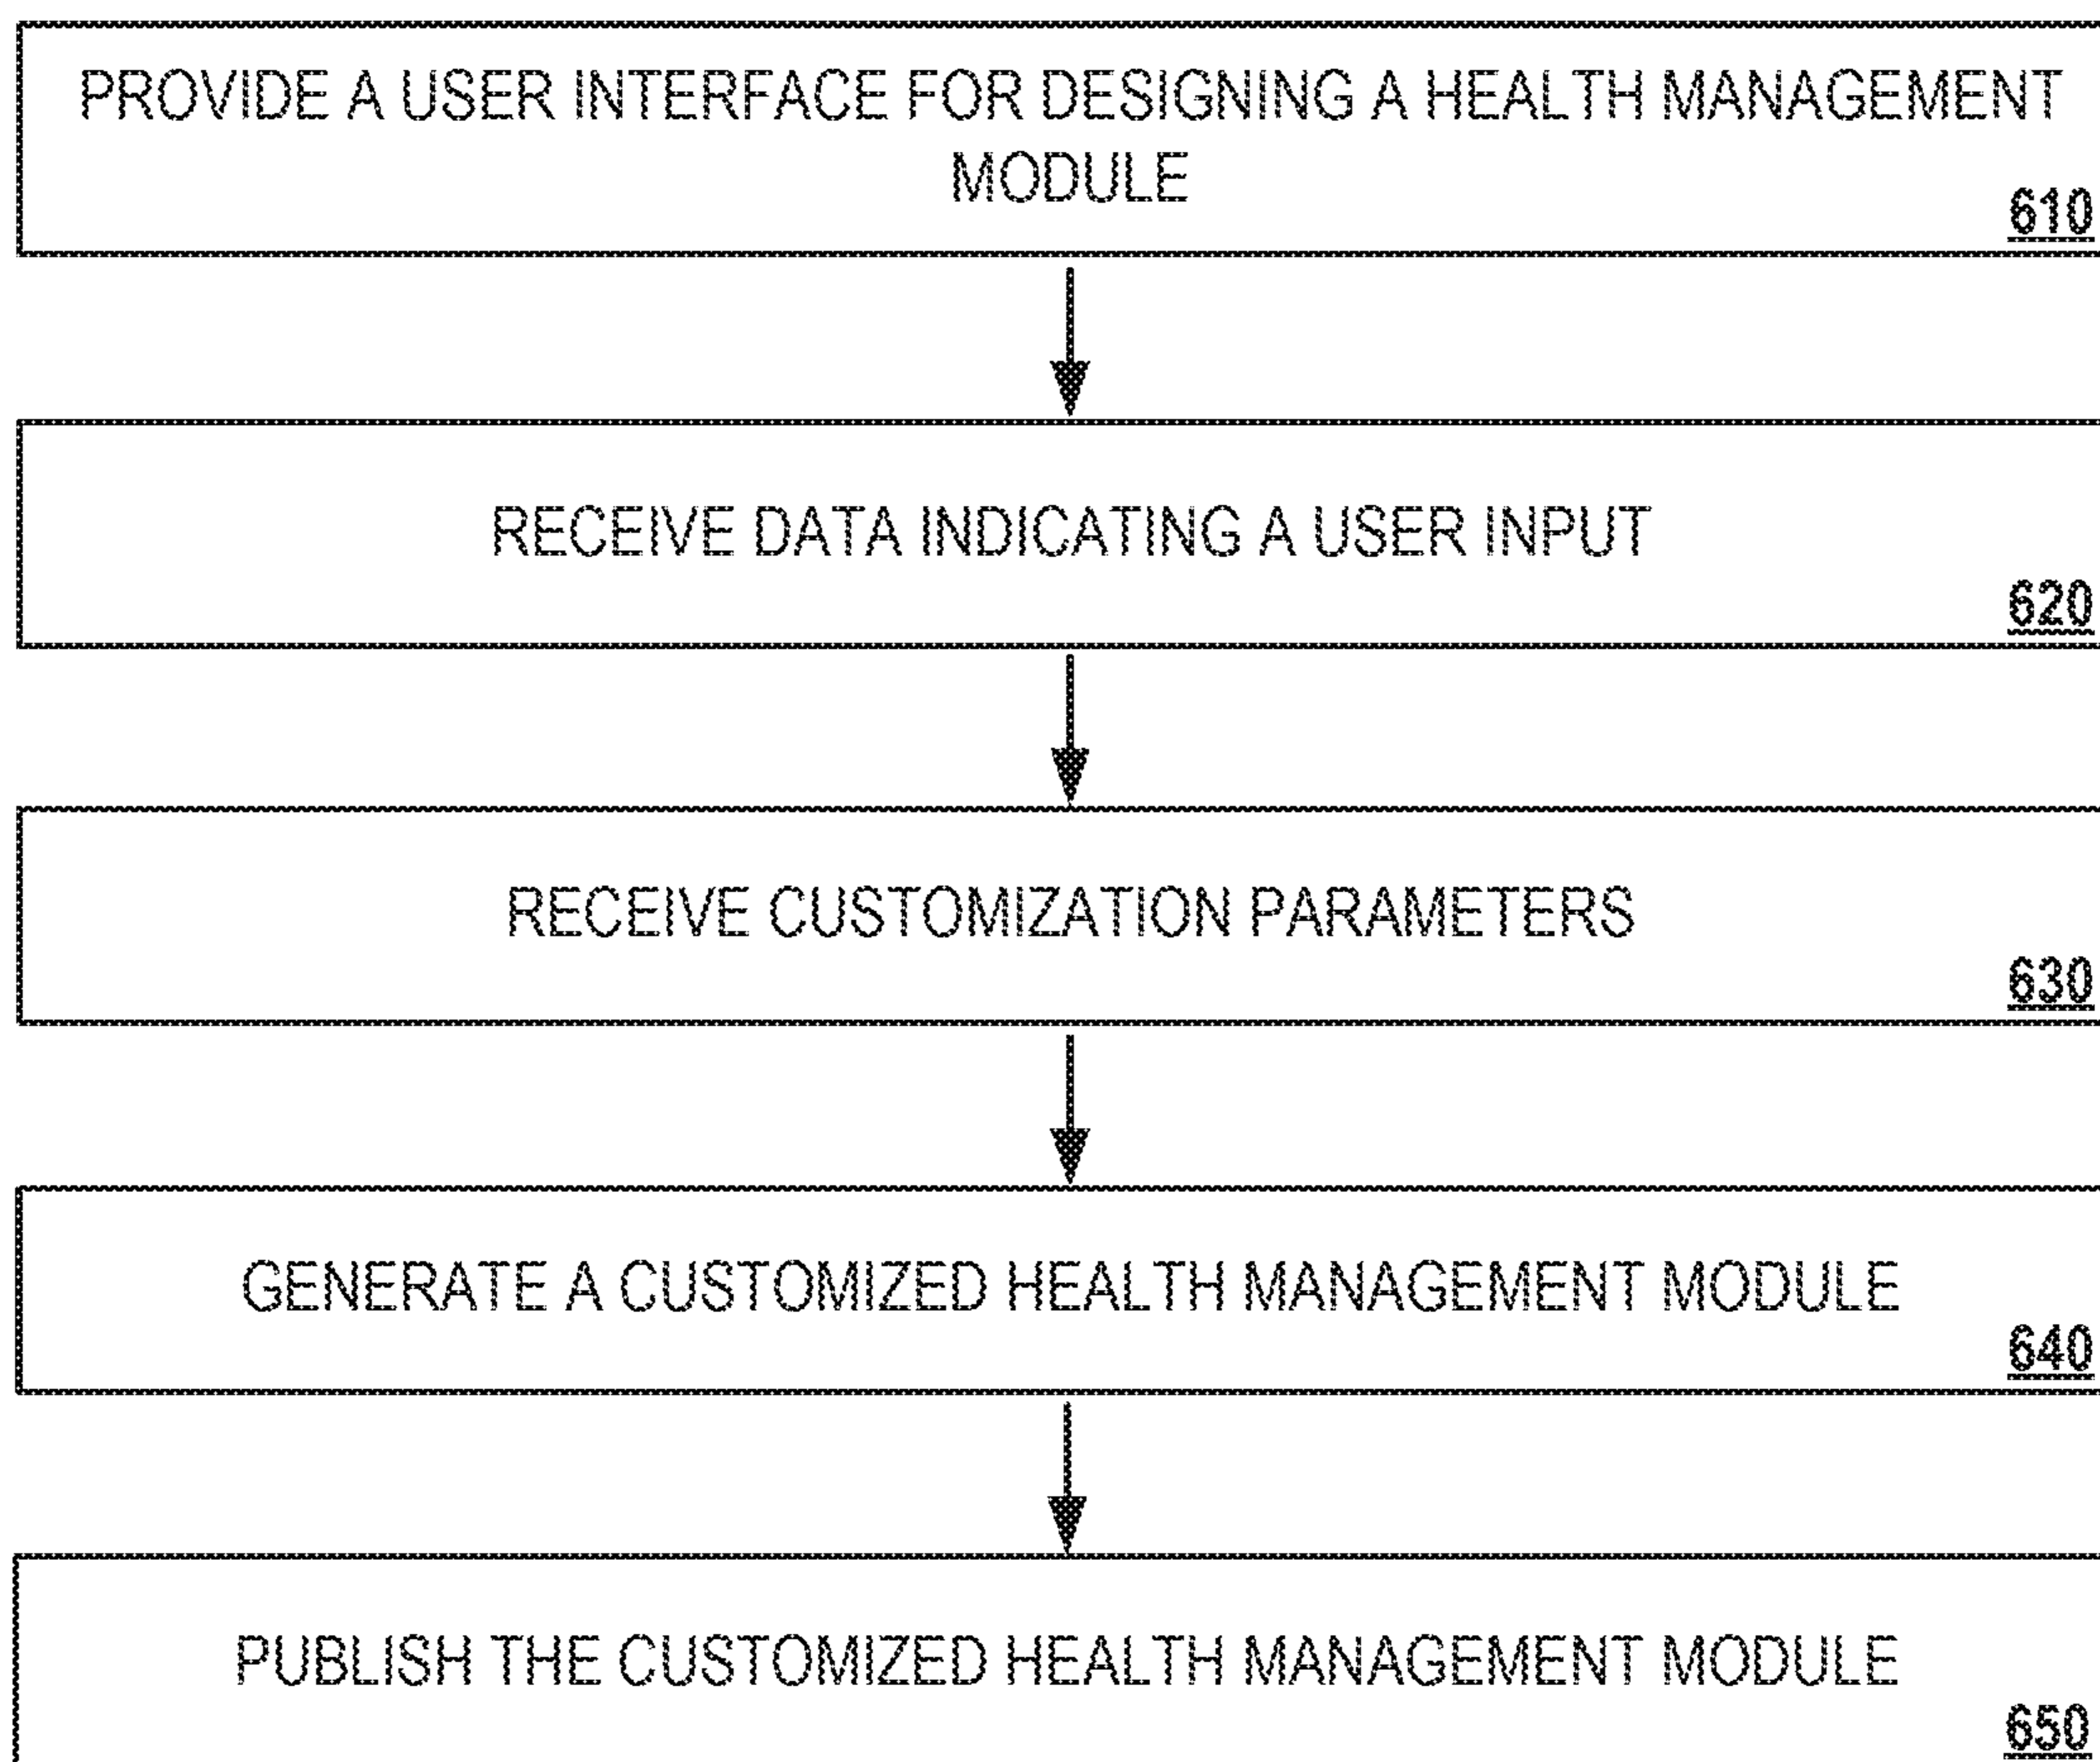 PROVIDE A USER INTERFACE FOR DESIGNING A HEALTH MANAGEMENT
MODULE
610
RECEIVE DATA INDICATING A USER INPUT
620
RECEIVE CUSTOMIZATION PARAMETERS
630
GENERATE A CUSTOMIZED HEALTH MANAGEMENT MODULE
640
PUBLISH THE CUSTOMIZED HEALTH MANAGEMENT MODULE
650